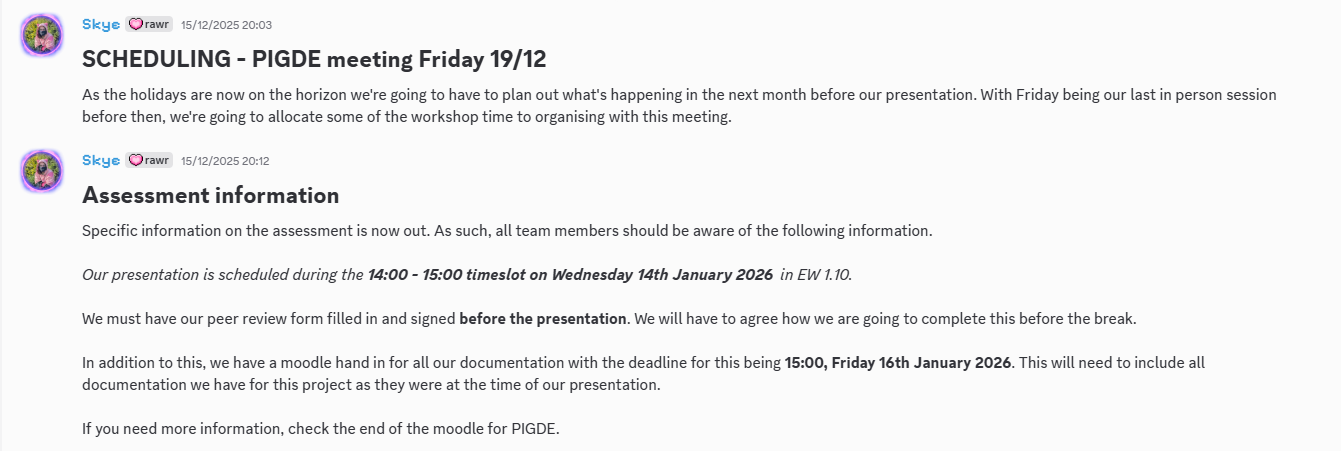 Skye rawr 15/12/2025 20:03
SCHEDULING - PIGDE meeting Friday 19/12
As the holidays are now on the horizon we're going to have to plan out what's happening in the next month before our presentation. With Friday being our last in person session
before then, we're going to allocate some of the workshop time to organising with this meeting.
Skye rawr 15/12/2025 20:12
Assessment information
Specific information on the assessment is now out. As such, all team members should be aware of the following information.
Our presentation is scheduled during the 14:00 - 15:00 timeslot on Wednesday 14th January 2026 in EW 1.10.
We must have our peer review form filled in and signed before the presentation. We will have to agree how we are going to complete this before the break.
In addition to this, we have a moodle hand in for all our documentation with the deadline for this being 15:00, Friday 16th January 2026. This will need to include all
documentation we have for this project as they were at the time of our presentation.
If you need more information, check the end of the moodle for PIGDE.